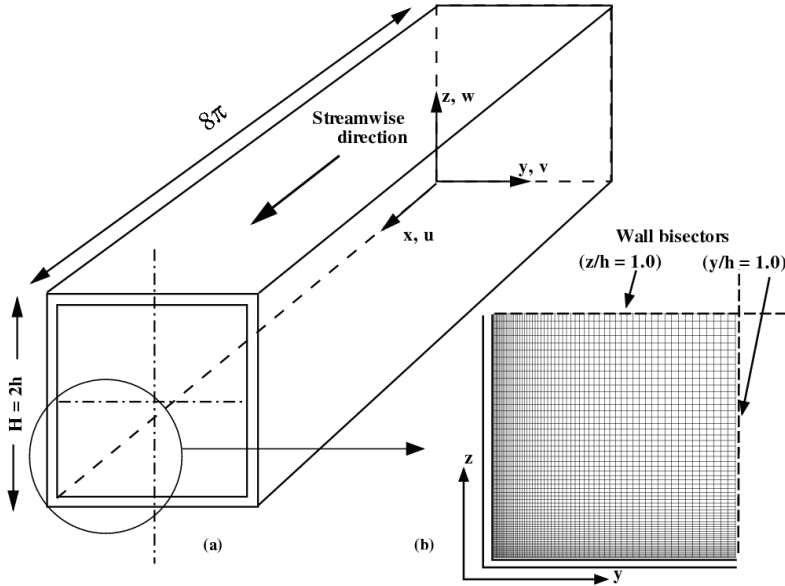 8π
Streamwise
direction
z, w
y, v
x, u
H = 2h
(a)
Wall bisectors
(z/h = 1.0)
(y/h = 1.0)
z
y
(b)